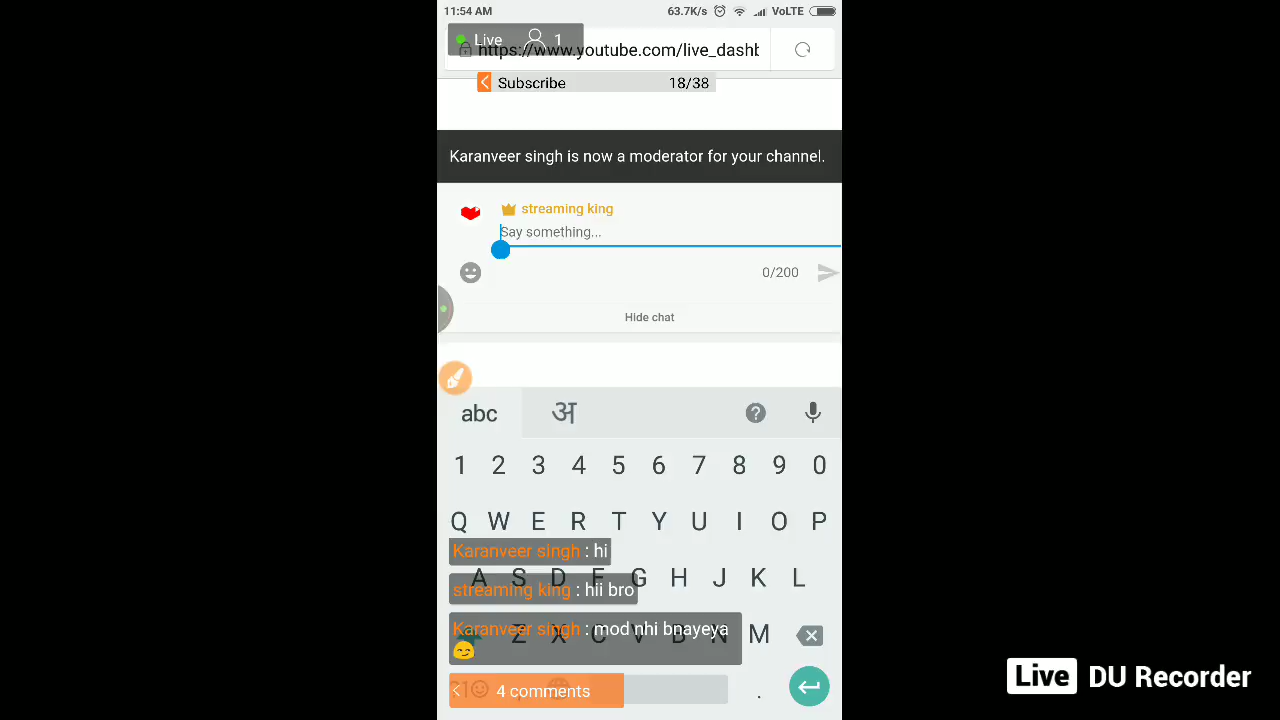 11:54 AM 63.7K/s VoLTE
Live 1
https://www.youtube.com/live_dashb
Subscribe 18/38
Karanveer singh is now a moderator for your channel.
streaming king
Say something...
0/200
Hide chat
abc अ
1 2 3 4 5 6 7 8 9 0
Q W E R T Y U I O P
Karanveer singh : hi
A S D F G H J K L
streaming king : hii bro
Karanveer singh : mod nhi bnayeya
Z X C V B N M
😏
4 comments .
Live DU Recorder